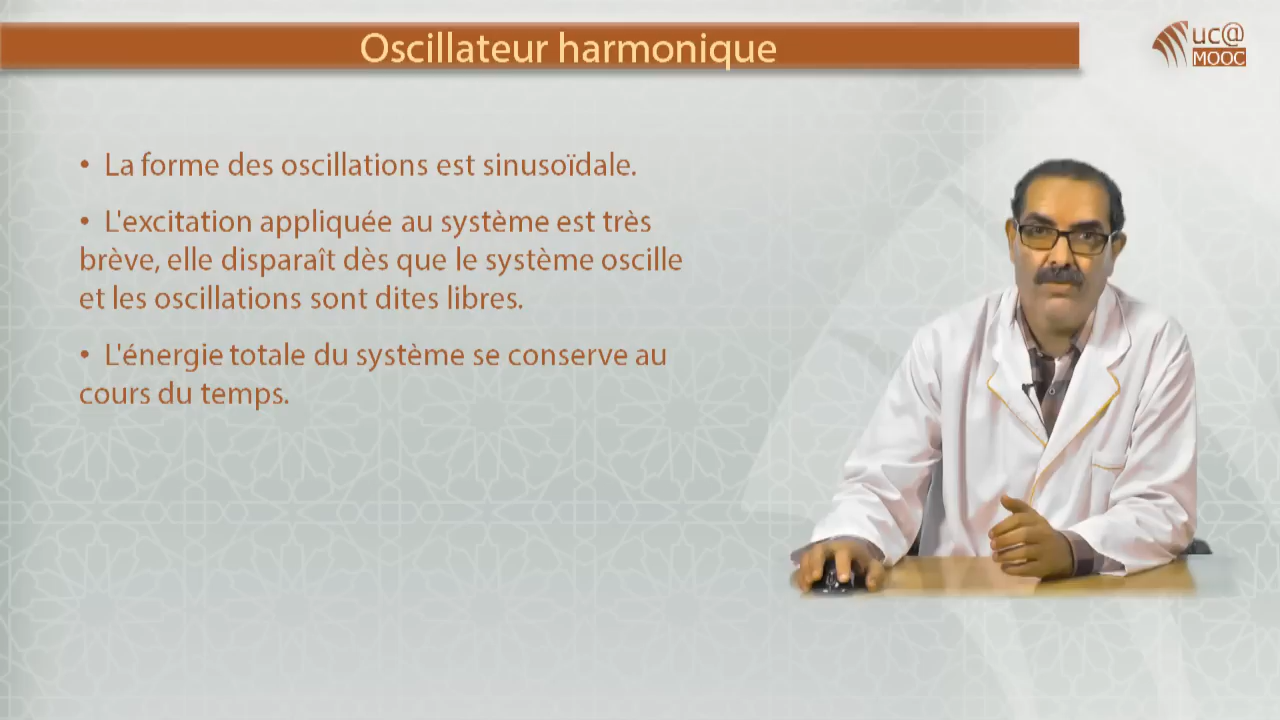 Oscillateur harmonique
uc@
MOOC
• La forme des oscillations est sinusoïdale.
• L'excitation appliquée au système est très
brève, elle disparaît dès que le système oscille
et les oscillations sont dites libres.
• L'énergie totale du système se conserve au
cours du temps.